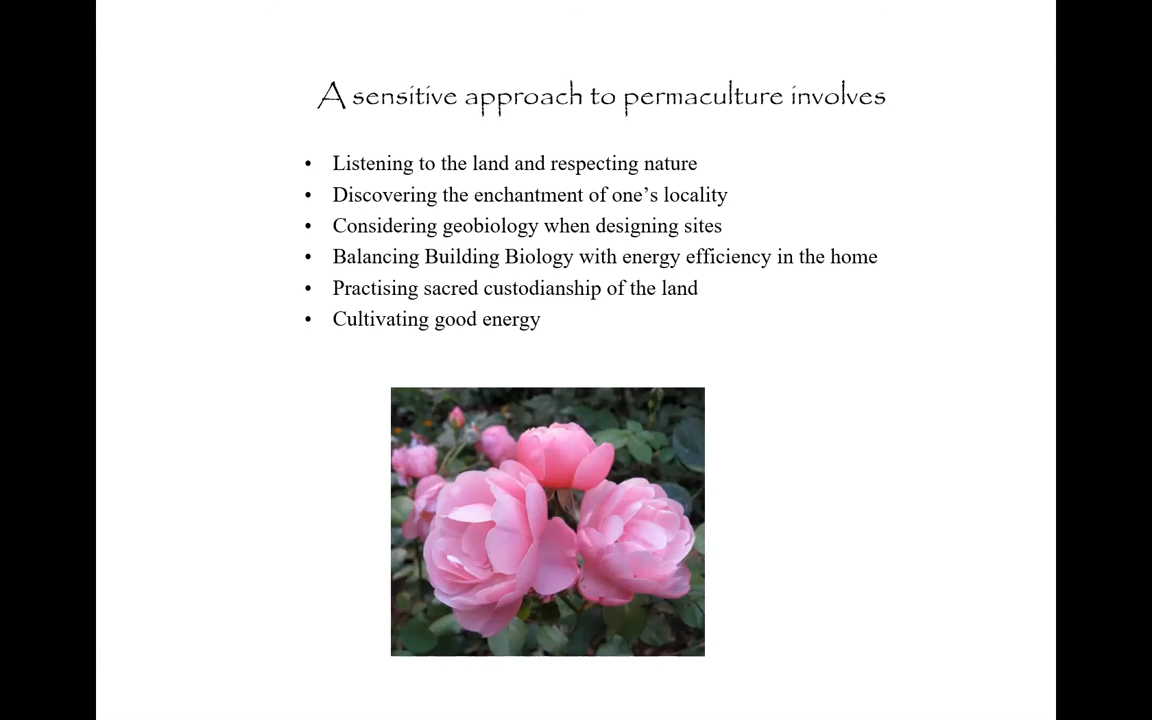 A sensitive approach to permaculture involves
• Listening to the land and respecting nature
• Discovering the enchantment of one’s locality
• Considering geobiology when designing sites
• Balancing Building Biology with energy efficiency in the home
• Practising sacred custodianship of the land
• Cultivating good energy